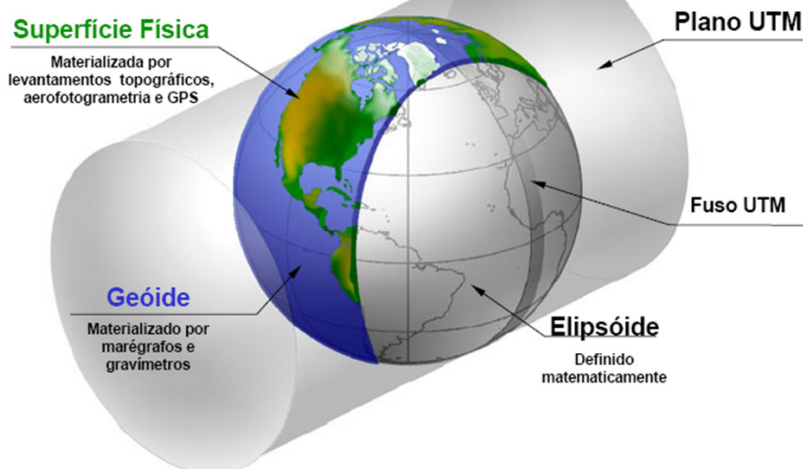 Superfície Física
Materializada por
levantamentos topográficos,
aerofotogrametria e GPS
Plano UTM
Fuso UTM
Geóide
Materializado por
marégrafos e
gravímetros
Elipsóide
Definido
matematicamente